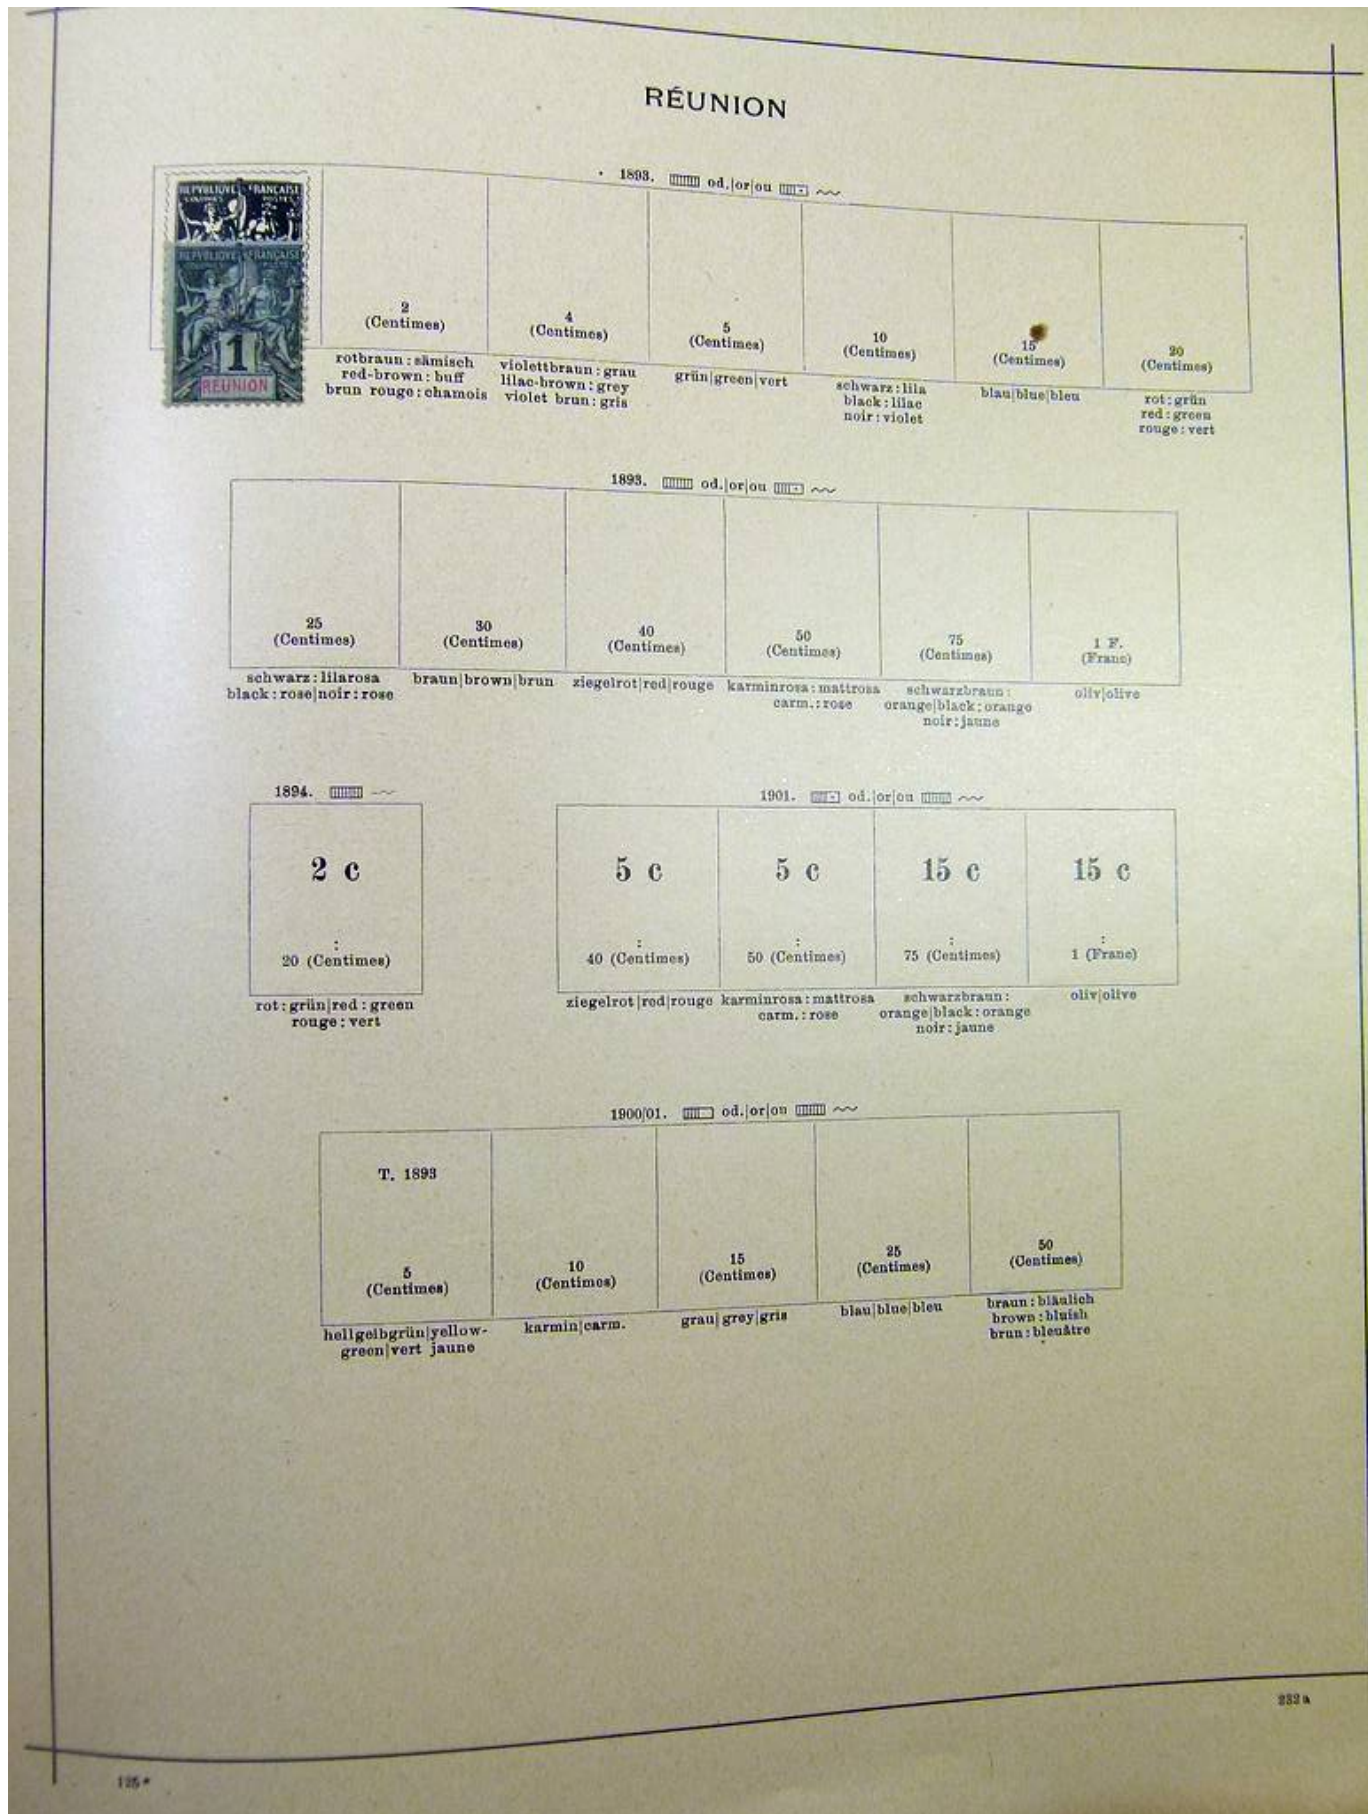 RÉUNION
1893. od.|or|ou
REPVBLIQVE FRANÇAISE
COLONIES POSTES
REPVBLIQVE FRANÇAISE
1
RÉUNION
2
(Centimes)
4
(Centimes)
5
(Centimes)
10
(Centimes)
15
(Centimes)
20
(Centimes)
rotbraun : sämisch
red-brown : buff
brun rouge : chamois
violettbraun : grau
lilac-brown : grey
violet brun : gris
grün|green|vert
schwarz : lila
black : lilac
noir : violet
blau|blue|bleu
rot : grün
red : green
rouge : vert
1893. od.|or|ou
25
(Centimes)
30
(Centimes)
40
(Centimes)
50
(Centimes)
75
(Centimes)
1 F.
(Franc)
schwarz : lilarosa
black : rose|noir : rose
braun|brown|brun
ziegelrot|red|rouge
karminrosa : mattrosa
carm. : rose
schwarzbraun :
orange|black : orange
noir : jaune
oliv|olive
1894.
2 c
:
20 (Centimes)
rot : grün|red : green
rouge : vert
1901. od.|or|ou
5 c
:
40 (Centimes)
5 c
:
50 (Centimes)
15 c
:
75 (Centimes)
15 c
:
1 (Franc)
ziegelrot|red|rouge
karminrosa : mattrosa
carm. : rose
schwarzbraun :
orange|black : orange
noir : jaune
oliv|olive
1900/01. od.|or|ou
T. 1893
5
(Centimes)
10
(Centimes)
15
(Centimes)
25
(Centimes)
50
(Centimes)
hellgelbgrün|yellow-
green|vert jaune
karmin|carm.
grau|grey|gris
blau|blue|bleu
braun : bläulich
brown : bluish
brun : bleuâtre
232 a
125*